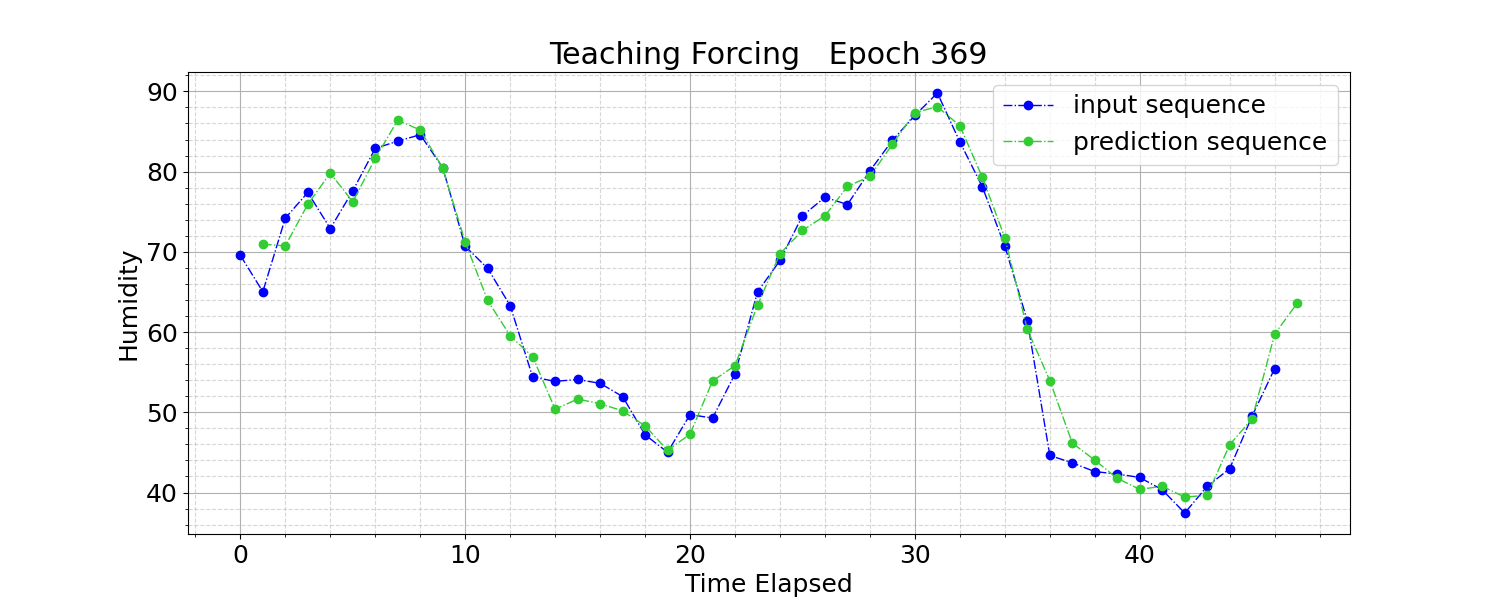 Teaching Forcing   Epoch 369
90
80
70
60
50
40
Humidity
input sequence
prediction sequence
0 10 20 30 40
Time Elapsed